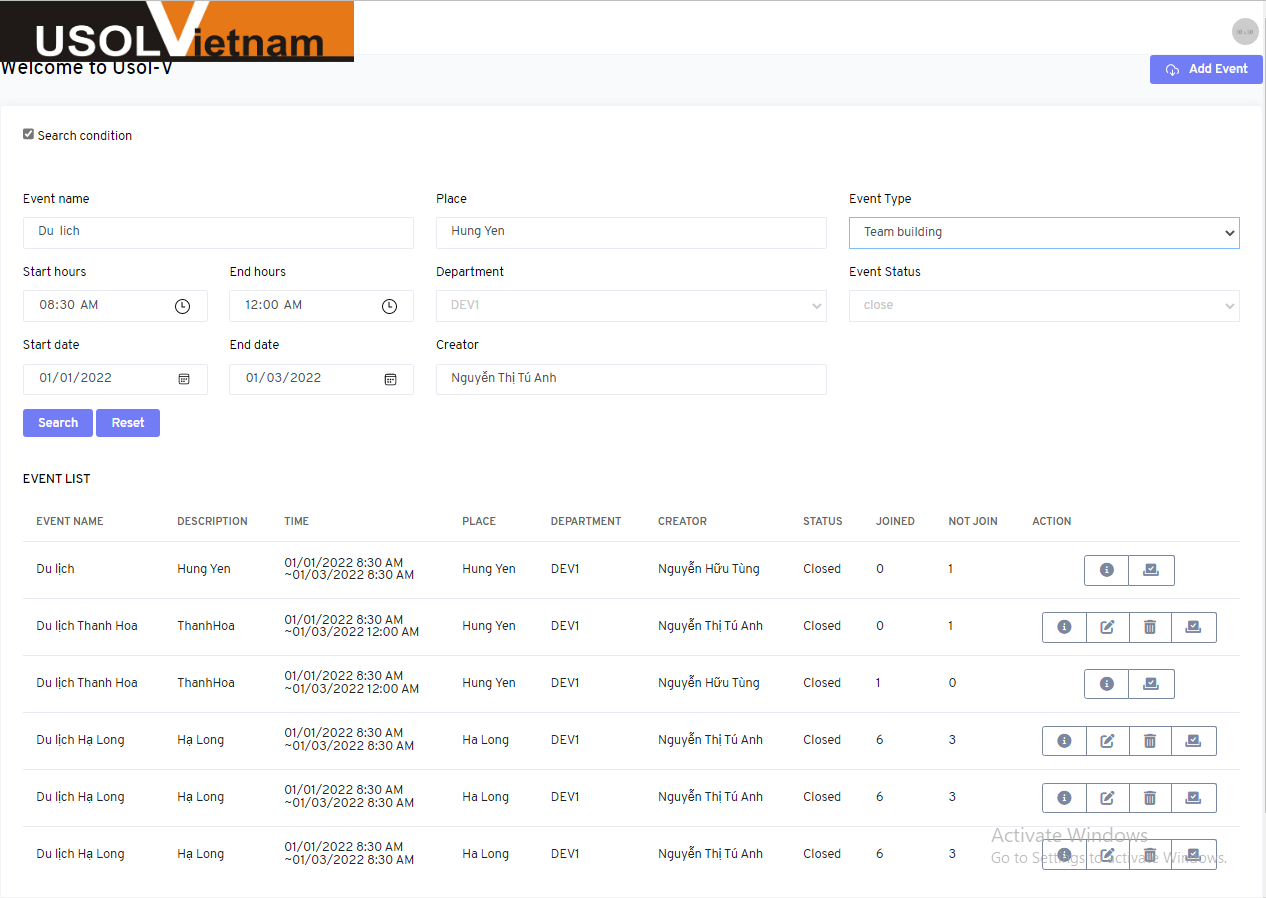 USOLVietnam
Welcome to Usol-V
Add Event
Search condition
Event name Place Event Type
Du lich Hung Yen Team building
Start hours End hours Department Event Status
08:30 AM 12:00 AM DEV1 close
Start date End date Creator
01/01/2022 01/03/2022 Nguyễn Thị Tú Anh
Search Reset
EVENT LIST
EVENT NAME DESCRIPTION TIME PLACE DEPARTMENT CREATOR STATUS JOINED NOT JOIN ACTION
Du lịch Hung Yen 01/01/2022 8:30 AM ~01/03/2022 8:30 AM Hung Yen DEV1 Nguyễn Hữu Tùng Closed 0 1
Du lịch Thanh Hoa ThanhHoa 01/01/2022 8:30 AM ~01/03/2022 12:00 AM Hung Yen DEV1 Nguyễn Thị Tú Anh Closed 0 1
Du lịch Thanh Hoa ThanhHoa 01/01/2022 8:30 AM ~01/03/2022 12:00 AM Hung Yen DEV1 Nguyễn Hữu Tùng Closed 1 0
Du lịch Hạ Long Hạ Long 01/01/2022 8:30 AM ~01/03/2022 8:30 AM Ha Long DEV1 Nguyễn Thị Tú Anh Closed 6 3
Du lịch Hạ Long Hạ Long 01/01/2022 8:30 AM ~01/03/2022 8:30 AM Ha Long DEV1 Nguyễn Thị Tú Anh Closed 6 3
Du lịch Hạ Long Hạ Long 01/01/2022 8:30 AM ~01/03/2022 8:30 AM Ha Long DEV1 Nguyễn Thị Tú Anh Closed 6 3
Activate Windows
Go to Settings to activate Windows.